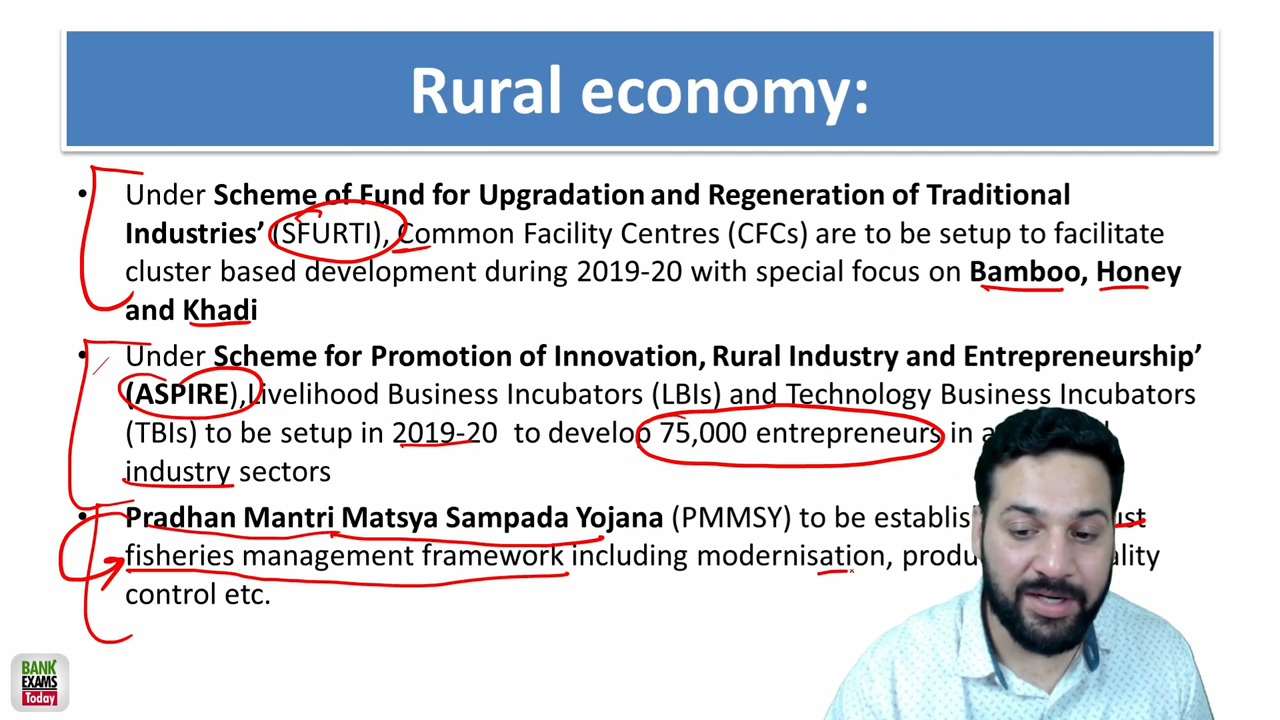 Rural economy:
• Under Scheme of Fund for Upgradation and Regeneration of Traditional
Industries’ (SFURTI), Common Facility Centres (CFCs) are to be setup to facilitate
cluster based development during 2019-20 with special focus on Bamboo, Honey
and Khadi
• Under Scheme for Promotion of Innovation, Rural Industry and Entrepreneurship’
(ASPIRE),Livelihood Business Incubators (LBIs) and Technology Business Incubators
(TBIs) to be setup in 2019-20 to develop 75,000 entrepreneurs in
industry sectors
• Pradhan Mantri Matsya Sampada Yojana (PMMSY) to be
fisheries management framework including modernisation,
control etc.
BANK
EXAMS
Today